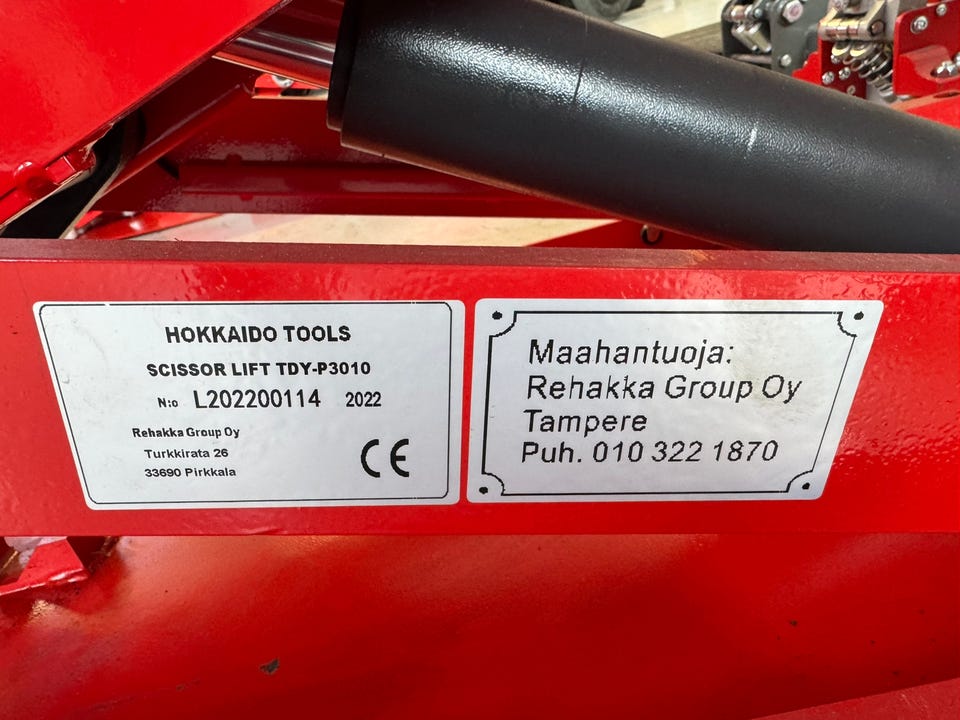 HOKKAIDO TOOLS
SCISSOR LIFT TDY-P3010
N:o L202200114 2022
Rehakka Group Oy
Turkkirata 26
33690 Pirkkala
CE
Maahantuoja:
Rehakka Group Oy
Tampere
Puh. 010 322 1870